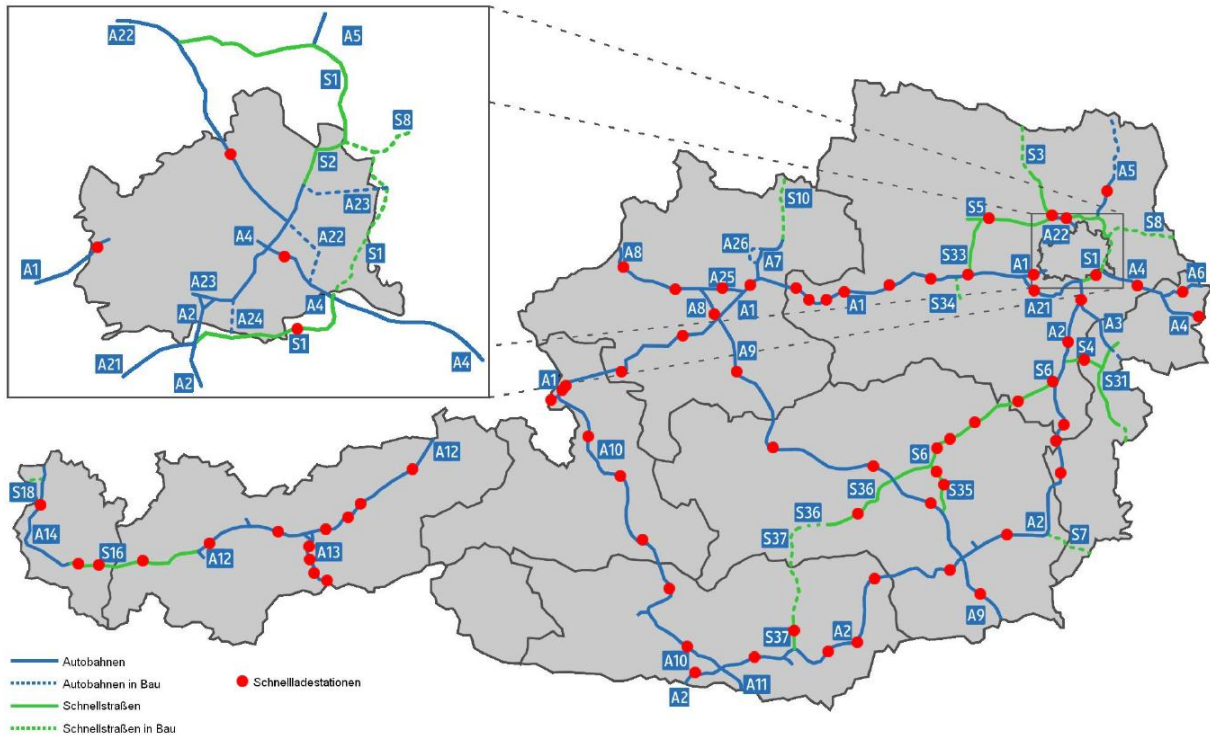 A22
A5
S1
S8
S2
A23
A4
A22
S1
A1
A23
A2
A4
A24
S1
A21
A2
A4
S3
A5
S10
S5
S8
A26
A22
A8
A7
S33
A1
S1
A4
A6
A25
A1
S34
A21
A8
A1
A4
A2
A3
A9
S4
S6
S31
A1
A12
A10
S6
S18
S36
S35
S36
A14
S37
A2
S7
S16
A12
A13
A9
S37
A2
A10
A11
A2
Autobahnen
Autobahnen in Bau
Schnellladestationen
Schnellstraßen
Schnellstraßen in Bau